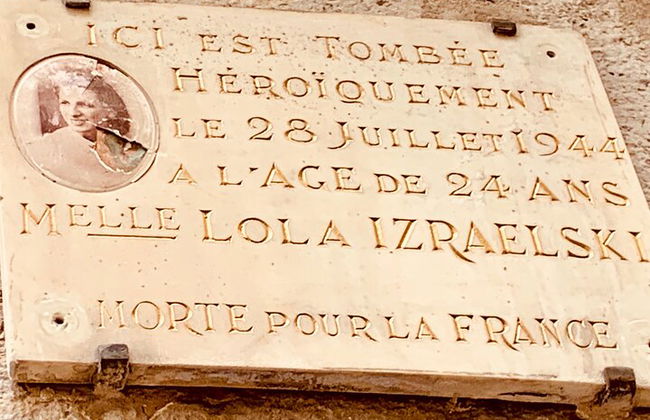 ICI EST TOMBÉE
HÉROÏQUEMENT
LE 28 JUILLET 1944
A L'AGE DE 24 ANS
MELLE LOLA IZRAELSKI
MORTE POUR LA FRANCE